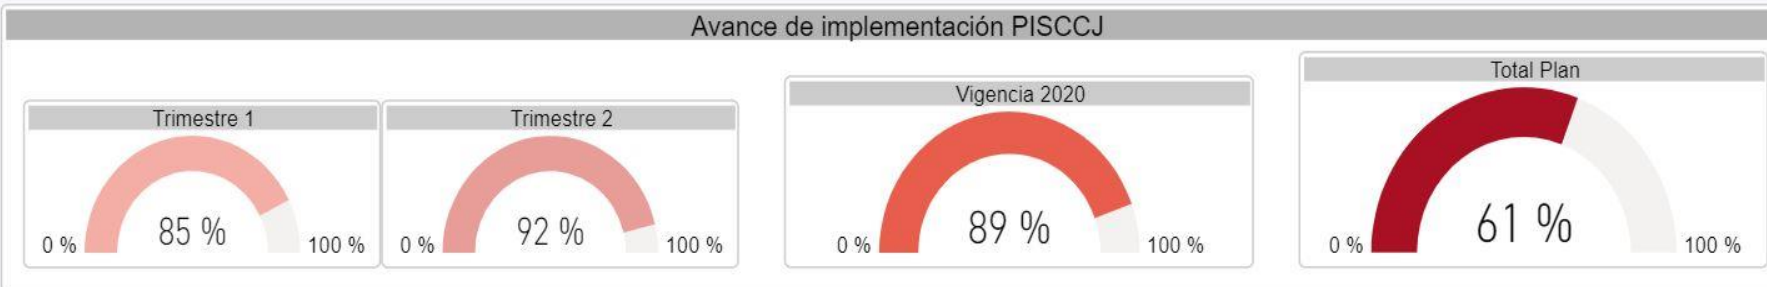 Avance de implementación PISCCJ
Trimestre 1
85 %
0 %
100 %
Trimestre 2
92 %
0 %
100 %
Vigencia 2020
89 %
0 %
100 %
Total Plan
61 %
0 %
100 %